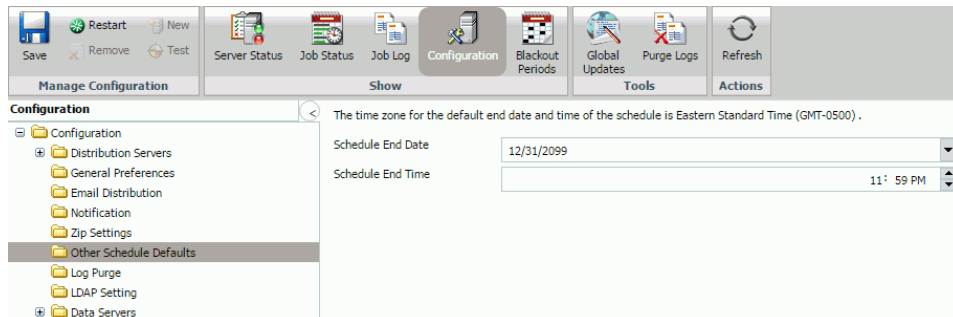 Restart New
Save Remove Test
Server Status Job Status Job Log Configuration Blackout Periods Global Updates Purge Logs Refresh
Manage Configuration Show Tools Actions
Configuration
The time zone for the default end date and time of the schedule is Eastern Standard Time (GMT-0500) .
Configuration
Schedule End Date 12/31/2099
Distribution Servers
General Preferences
Schedule End Time 11: 59 PM
Email Distribution
Notification
Zip Settings
Other Schedule Defaults
Log Purge
LDAP Setting
Data Servers